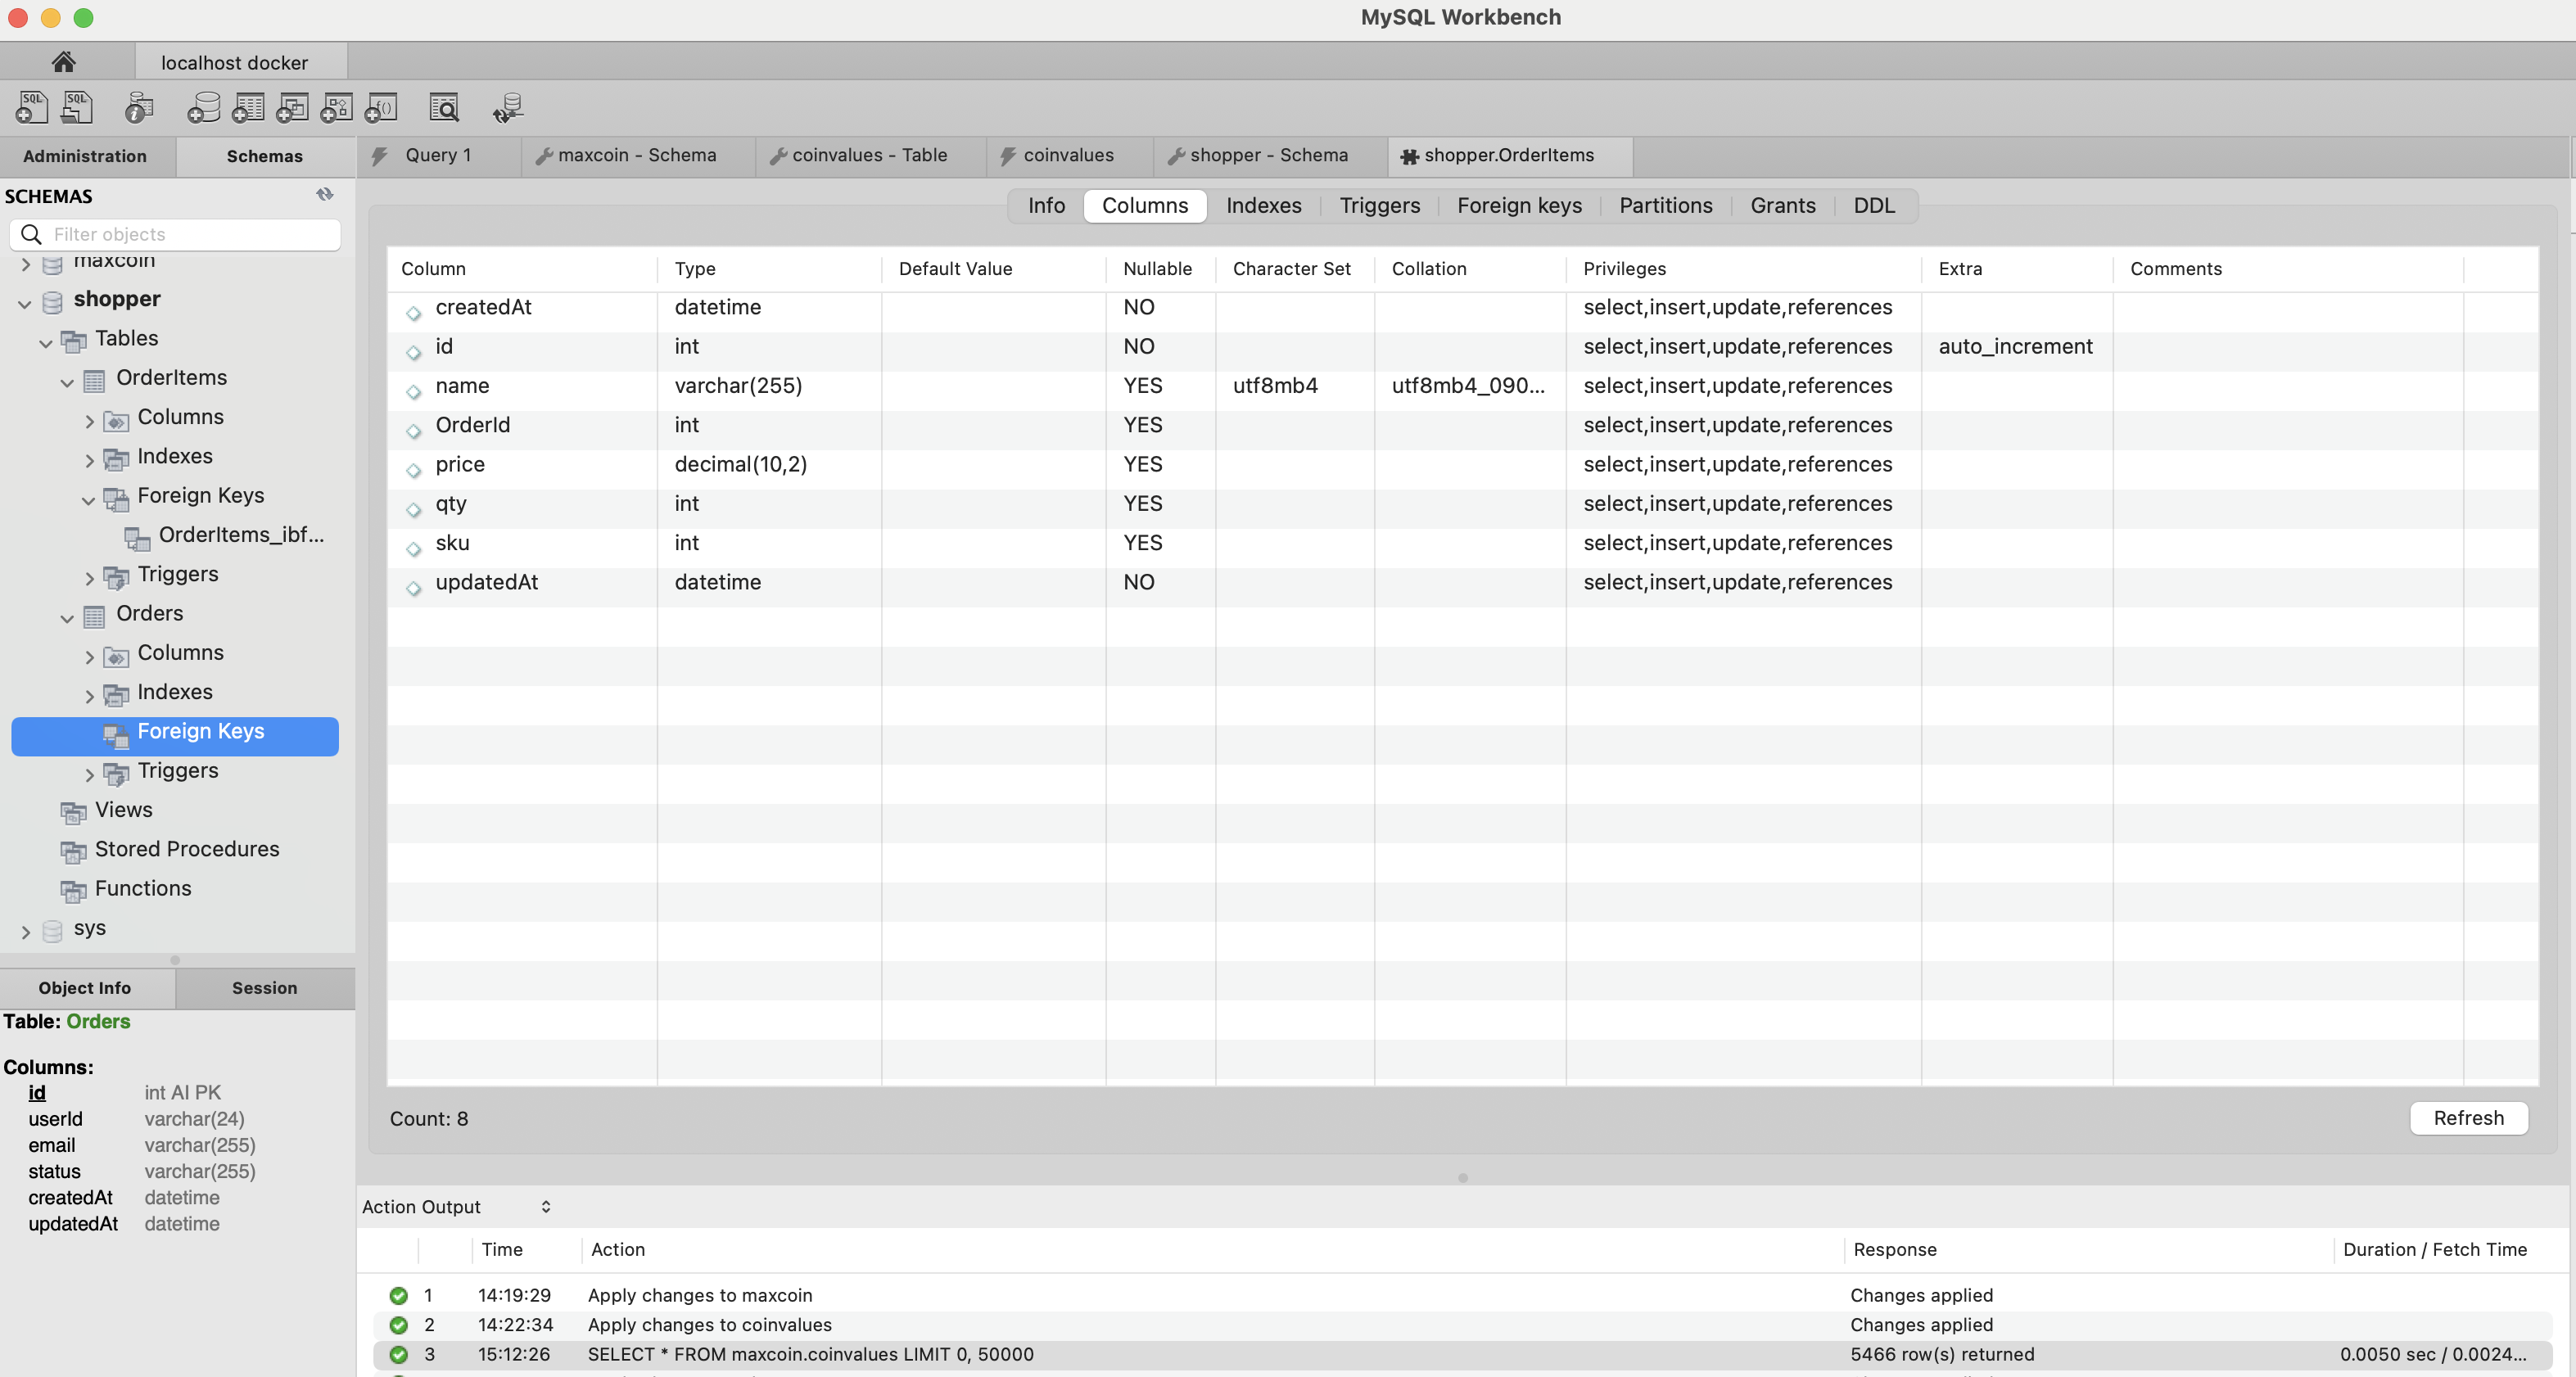 MySQL Workbench
localhost docker
SQL SQL
Administration Schemas
Query 1 maxcoin - Schema coinvalues - Table coinvalues shopper - Schema shopper.OrderItems
SCHEMAS
Filter objects
maxcoin
shopper
Tables
OrderItems
Columns
Indexes
Foreign Keys
OrderItems_ibf...
Triggers
Orders
Columns
Indexes
Foreign Keys
Triggers
Views
Stored Procedures
Functions
sys
Object Info Session
Table: Orders
Columns:
id int AI PK
userId varchar(24)
email varchar(255)
status varchar(255)
createdAt datetime
updatedAt datetime
Info Columns Indexes Triggers Foreign keys Partitions Grants DDL
Column Type Default Value Nullable Character Set Collation Privileges Extra Comments
createdAt datetime NO select,insert,update,references
id int NO select,insert,update,references auto_increment
name varchar(255) YES utf8mb4 utf8mb4_090... select,insert,update,references
OrderId int YES select,insert,update,references
price decimal(10,2) YES select,insert,update,references
qty int YES select,insert,update,references
sku int YES select,insert,update,references
updatedAt datetime NO select,insert,update,references
Count: 8
Refresh
Action Output
Time Action Response Duration / Fetch Time
1 14:19:29 Apply changes to maxcoin Changes applied
2 14:22:34 Apply changes to coinvalues Changes applied
3 15:12:26 SELECT * FROM maxcoin.coinvalues LIMIT 0, 50000 5466 row(s) returned 0.0050 sec / 0.0024...